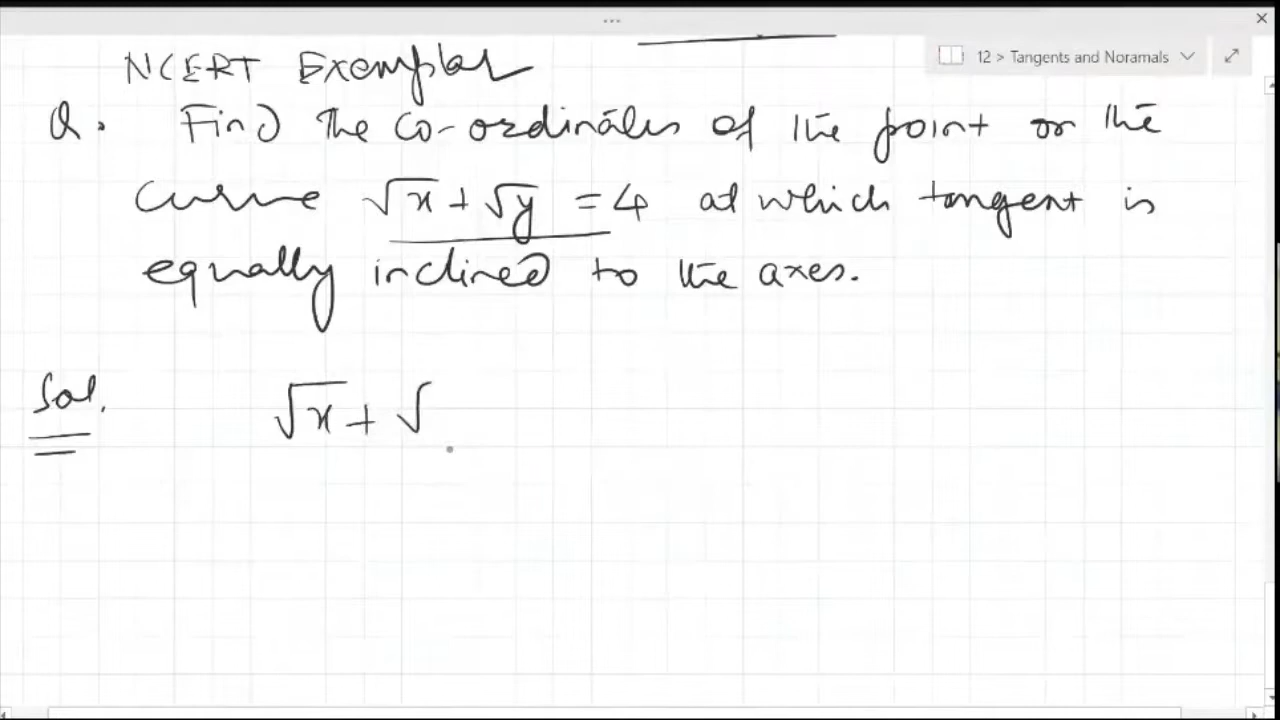 12 > Tangents and Noramals
NCERT Exemplar
Q. Find the co-ordinates of the point on the
curve √x + √y = 4 at which tangent is
equally inclined to the axes.
Sol. √x + √